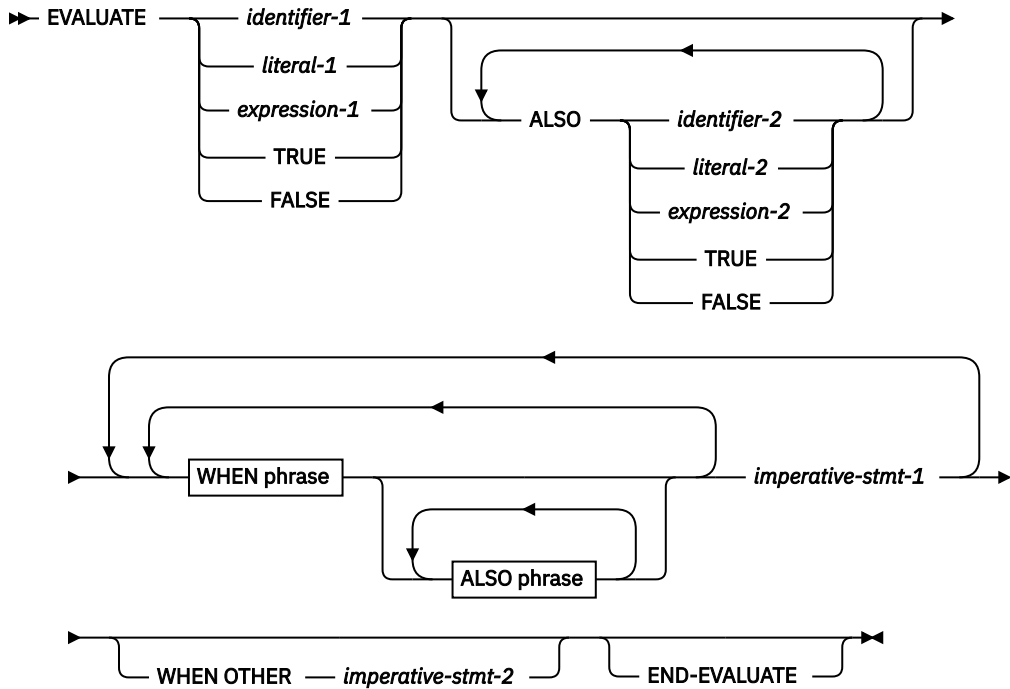 EVALUATE identifier-1
literal-1
expression-1
TRUE
FALSE
ALSO identifier-2
literal-2
expression-2
TRUE
FALSE
WHEN phrase imperative-stmt-1
ALSO phrase
WHEN OTHER imperative-stmt-2 END-EVALUATE